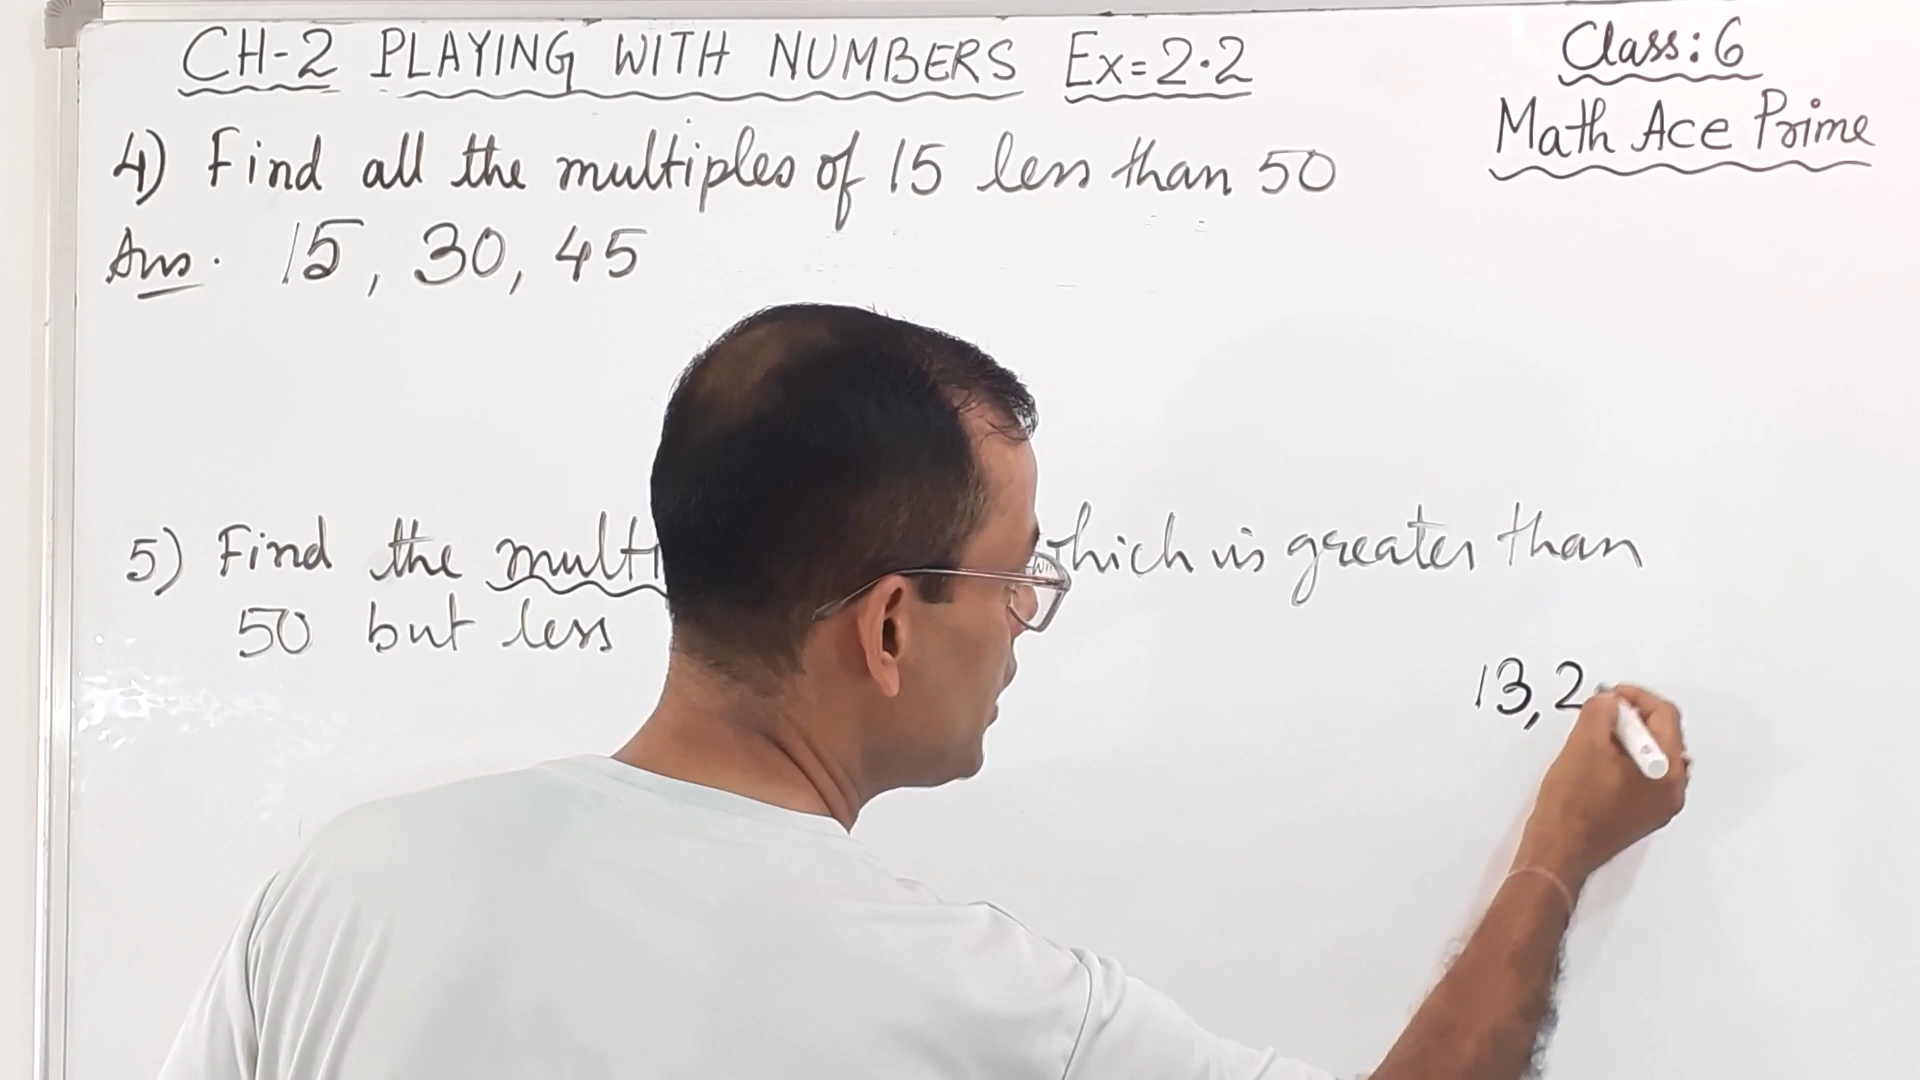 CH-2 PLAYING WITH NUMBERS Ex=2.2
Class: 6
Math Ace Prime
4) Find all the multiples of 15 less than 50
Ans. 15, 30, 45
5) Find the which is greater than
50 but less
13, 2